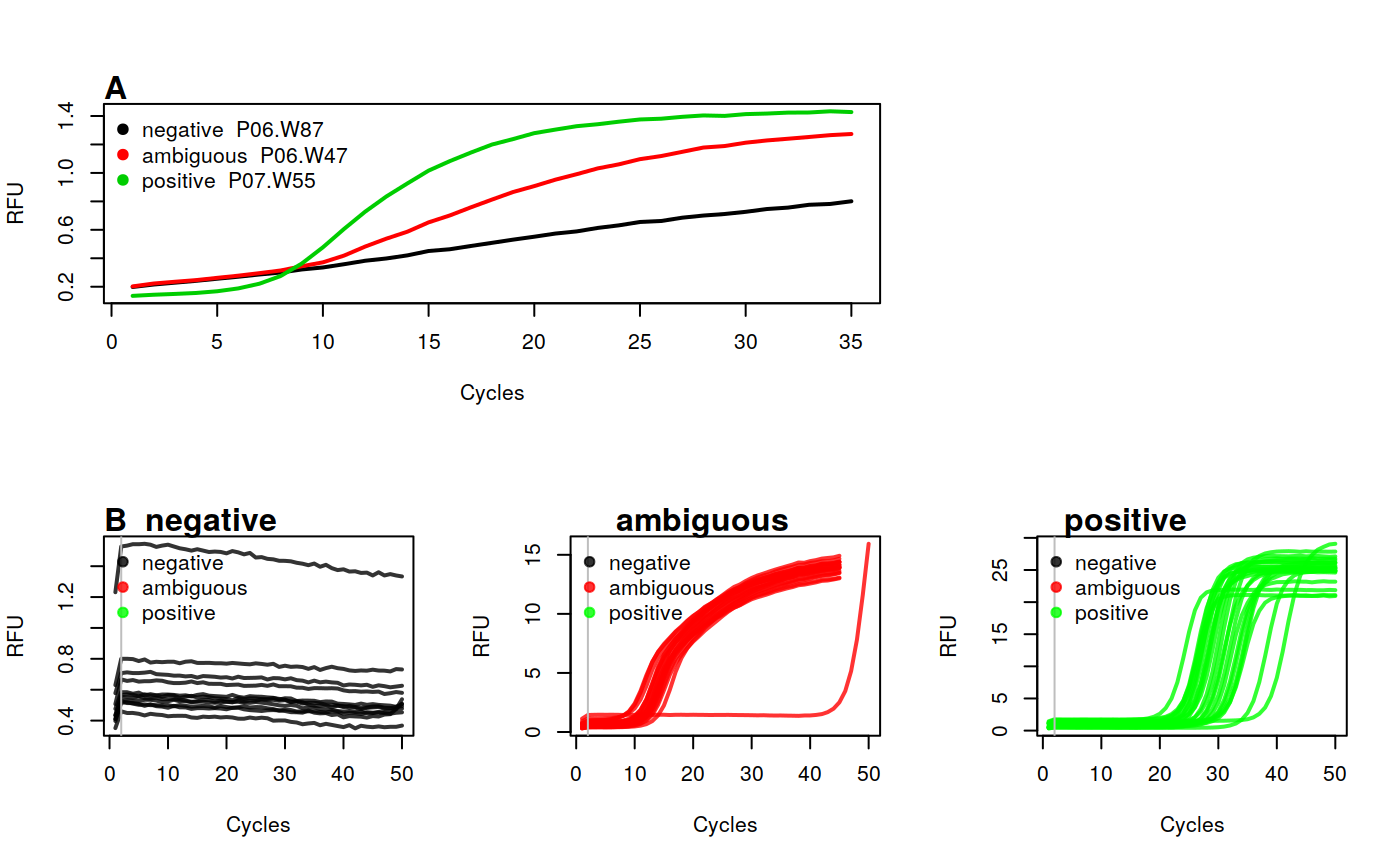 A
RFU
1.4
1.0
0.6
0.2
negative P06.W87
ambiguous P06.W47
positive P07.W55
0 5 10 15 20 25 30 35
Cycles
B negative
RFU
1.2
0.8
0.4
negative
ambiguous
positive
0 10 20 30 40 50
Cycles
ambiguous
RFU
15
10
5
0
negative
ambiguous
positive
0 10 20 30 40 50
Cycles
positive
RFU
25
15
5
0
negative
ambiguous
positive
0 10 20 30 40 50
Cycles